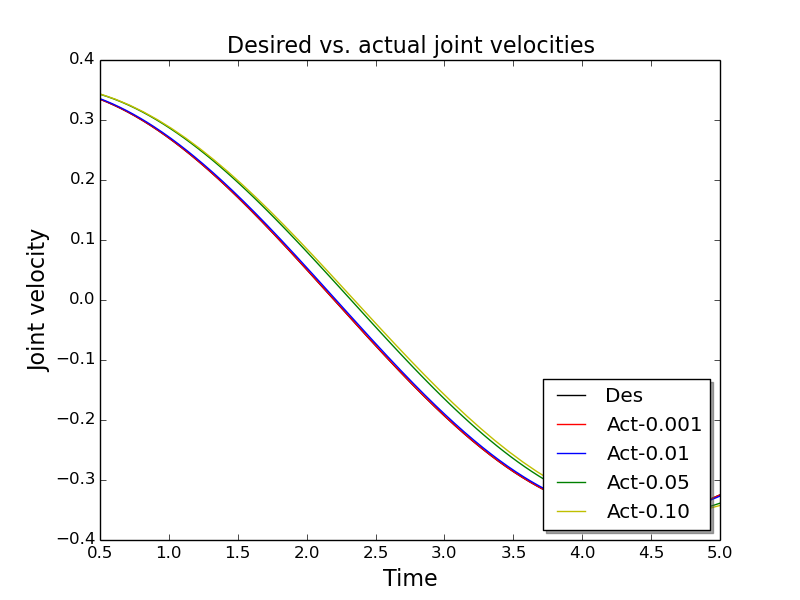 Desired vs. actual joint velocities
0.4
0.3
0.2
0.1
0.0
−0.1
−0.2
−0.3
−0.4
Joint velocity
Des
Act-0.001
Act-0.01
Act-0.05
Act-0.10
0.5 1.0 1.5 2.0 2.5 3.0 3.5 4.0 4.5 5.0
Time